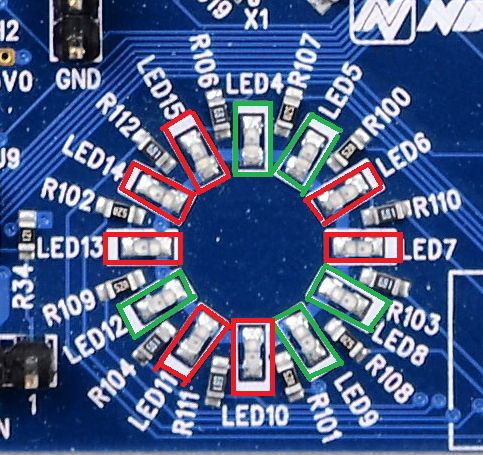 X1
GND
R106
LED4
R107
LED15
LED5
R112
R100
LED14
LED6
R102
R110
LED13
LED7
R34
R109
R103
LED12
LED8
R104
R108
LED11
LED9
R111
R101
LED10
1